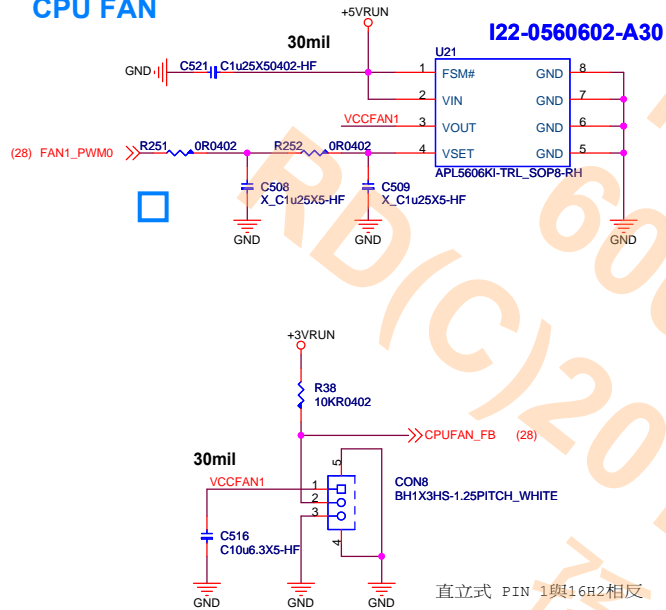 CPU FAN
+5VRUN
I22-0560602-A30
30mil
U21
GND C521 C1u25X50402-HF
1 FSM# GND 8
2 VIN GND 7
VCCFAN1 3 VOUT GND 6
(28) FAN1_PWM0 R251 0R0402 R252 0R0402 4 VSET GND 5
APL5606KI-TRL_SOP8-RH
C508 C509
X_C1u25X5-HF X_C1u25X5-HF
GND GND GND
+3VRUN
R38
10KR0402
CPUFAN_FB (28)
30mil
VCCFAN1 1 5 CON8
2 BH1X3HS-1.25PITCH_WHITE
3
C516 4
C10u6.3X5-HF
GND GND GND
直立式 PIN 1與16H2相反
RD(C)20
600